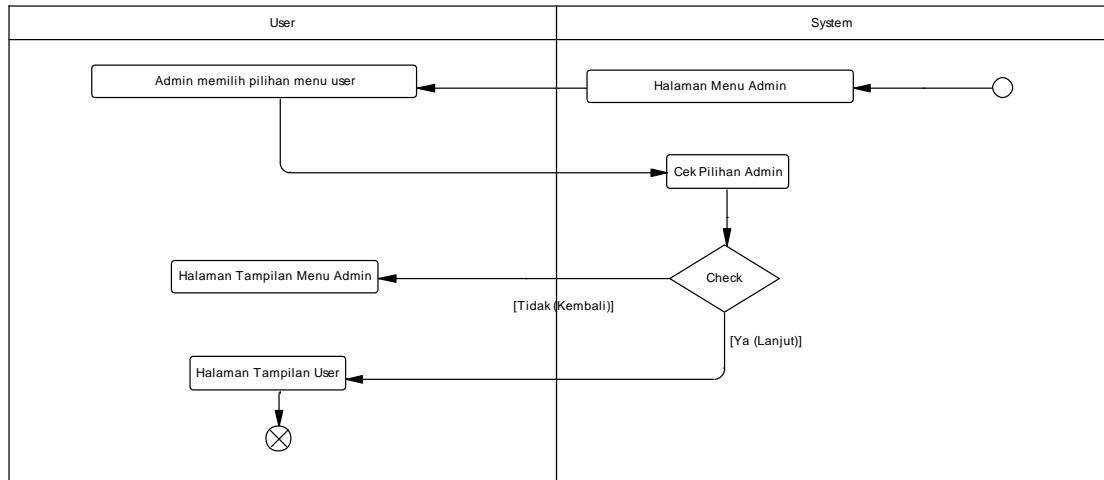 User
System
Admin memilih pilihan menu user
Halaman Menu Admin
Cek Pilihan Admin
Halaman Tampilan Menu Admin
Check
[Tidak (Kembali)]
[Ya (Lanjut)]
Halaman Tampilan User